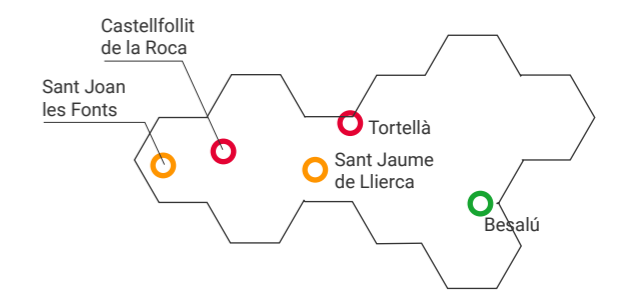 Castellfollit
de la Roca
Sant Joan
les Fonts
Tortellà
Sant Jaume
de Llierca
Besalú